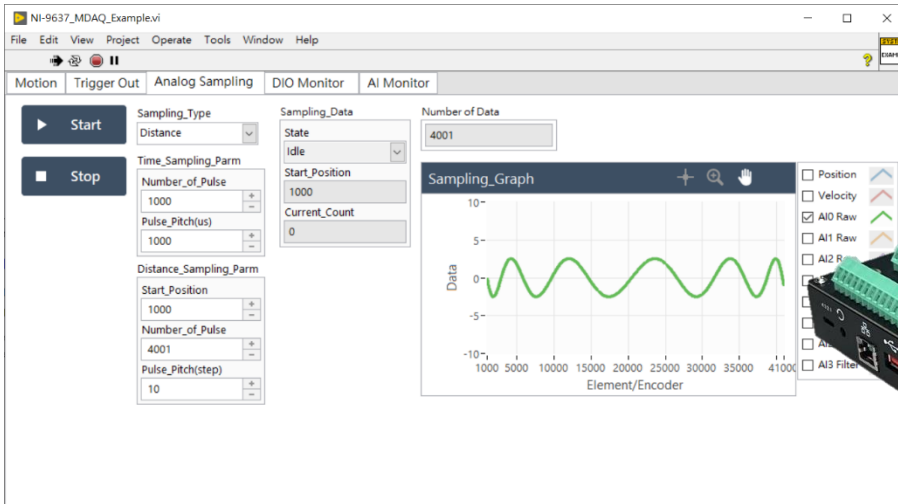 NI-9637_MDAQ_Example.vi
File Edit View Project Operate Tools Window Help
Motion Trigger Out Analog Sampling DIO Monitor AI Monitor
Start
Stop
Sampling_Type
Distance
Time_Sampling_Parm
Number_of_Pulse
1000
Pulse_Pitch(us)
1000
Distance_Sampling_Parm
Start_Position
1000
Number_of_Pulse
4001
Pulse_Pitch(step)
10
Sampling_Data
State
Idle
Start_Position
1000
Current_Count
0
Number of Data
4001
Sampling_Graph
10
5
0
-5
-10
Data
1000 5000 10000 15000 20000 25000 30000 35000 41000
Element/Encoder
Position
Velocity
AI0 Raw
AI1 Raw
AI2
AI3 Filter